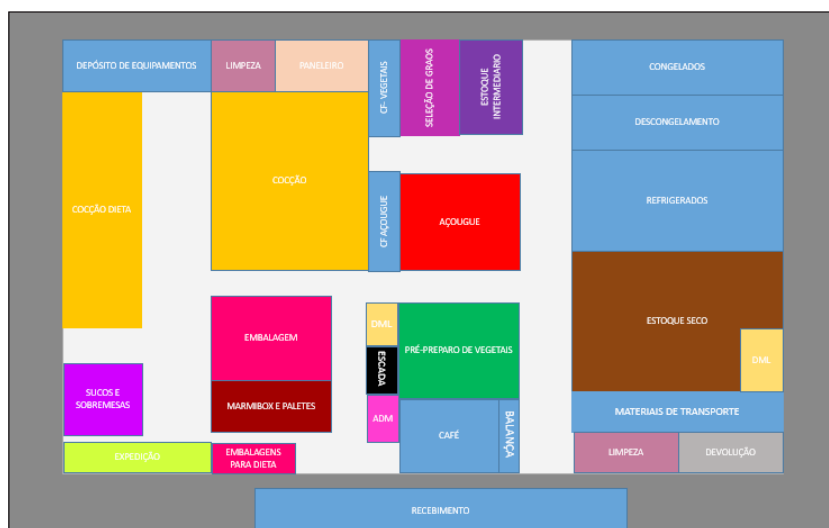 DEPÓSITO DE EQUIPAMENTOS
LIMPEZA
PANELEIRO
CF- VEGETAIS
SELEÇÃO DE GRAOS
ESTOQUE
INTERMEDIARIO
CONGELADOS
DESCONGELAMENTO
COCÇÃO DIETA
COCÇÃO
CF AÇOUGUE
AÇOUGUE
REFRIGERADOS
EMBALAGEM
DML
ESCADA
PRÉ-PREPARO DE VEGETAIS
ESTOQUE SECO
DML
SUCOS E
SOBREMESAS
MARMIBOX E PALETES
ADM
CAFÉ
BALANÇA
MATERIAIS DE TRANSPORTE
EXPEDIÇÃO
EMBALAGENS
PARA DIETA
LIMPEZA
DEVOLUÇÃO
RECEBIMENTO